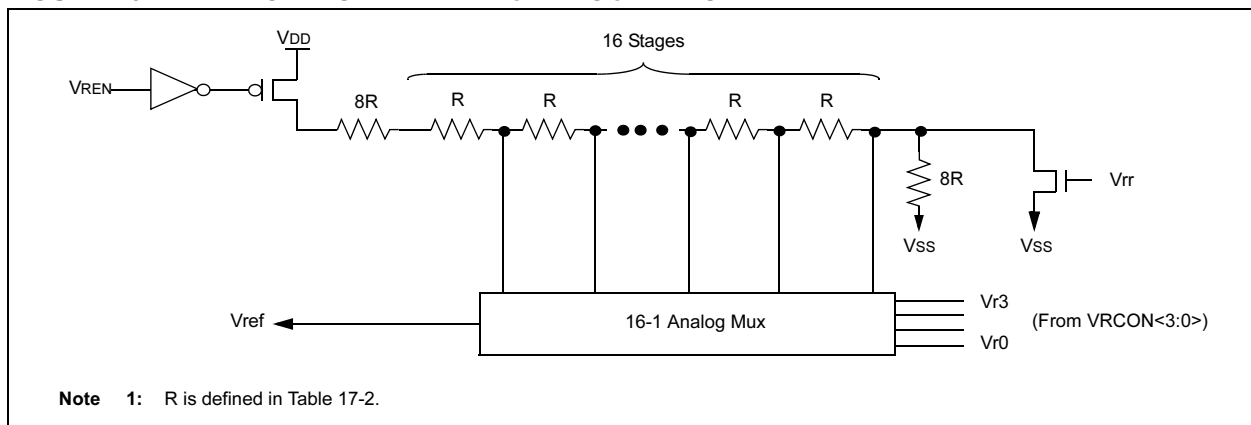 16 Stages
VDD
VREN
8R
R
R
R
R
8R
Vrr
VSS
VSS
Vr3
Vref
16-1 Analog Mux
(From VRCON<3:0>)
Vr0
Note 1: R is defined in Table 17-2.